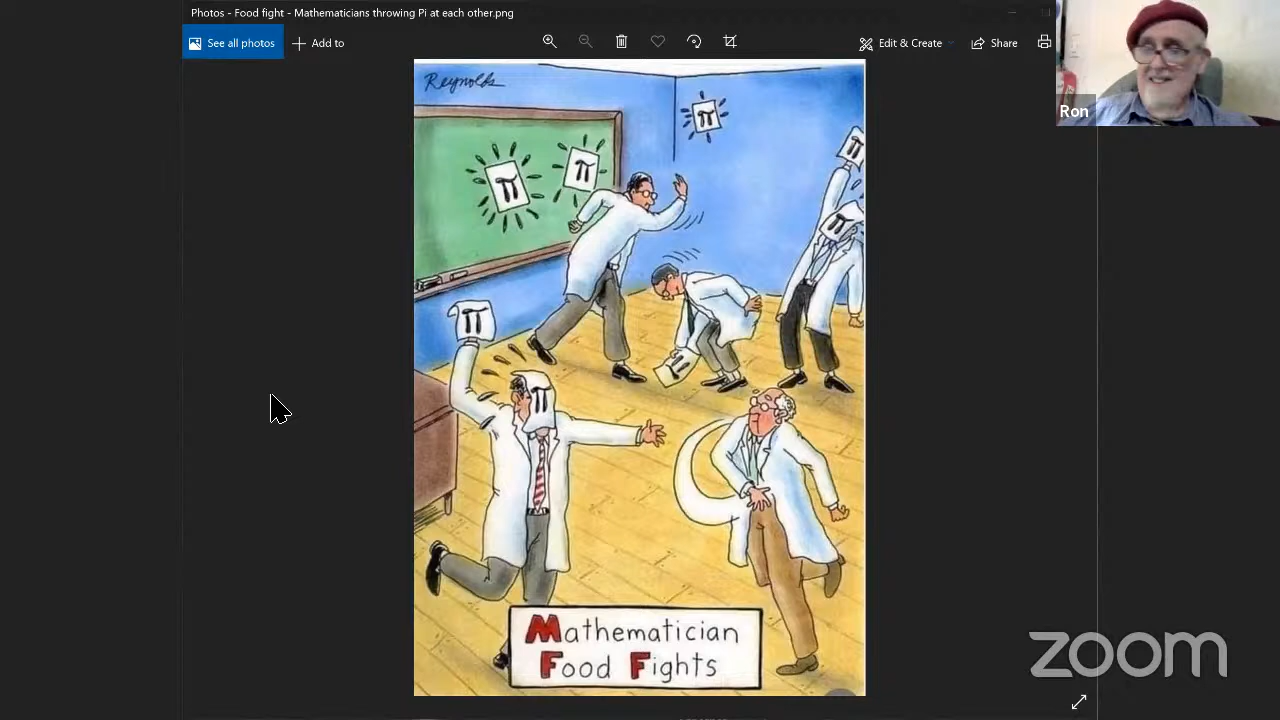 Photos - Food fight - Mathematicians throwing Pi at each other.png
See all photos
Add to
Edit & Create
Share
Ron
Reynolds
π
π
π
π
π
π
π
π
Mathematician
Food Fights
zoom